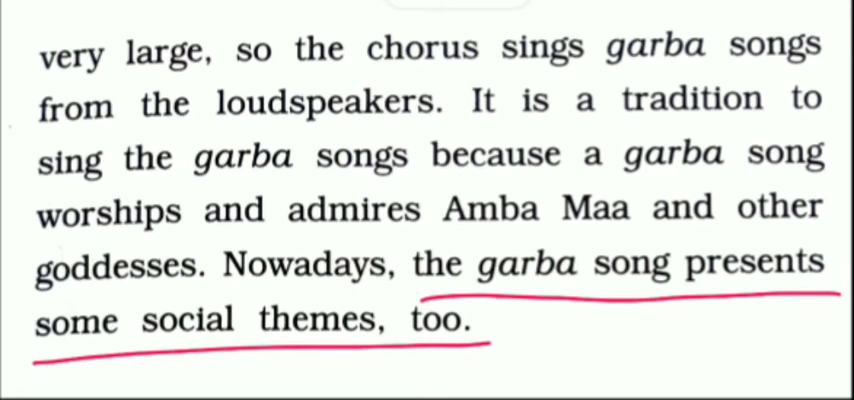 very large, so the chorus sings garba songs
from the loudspeakers. It is a tradition to
sing the garba songs because a garba song
worships and admires Amba Maa and other
goddesses. Nowadays, the garba song presents
some social themes, too.